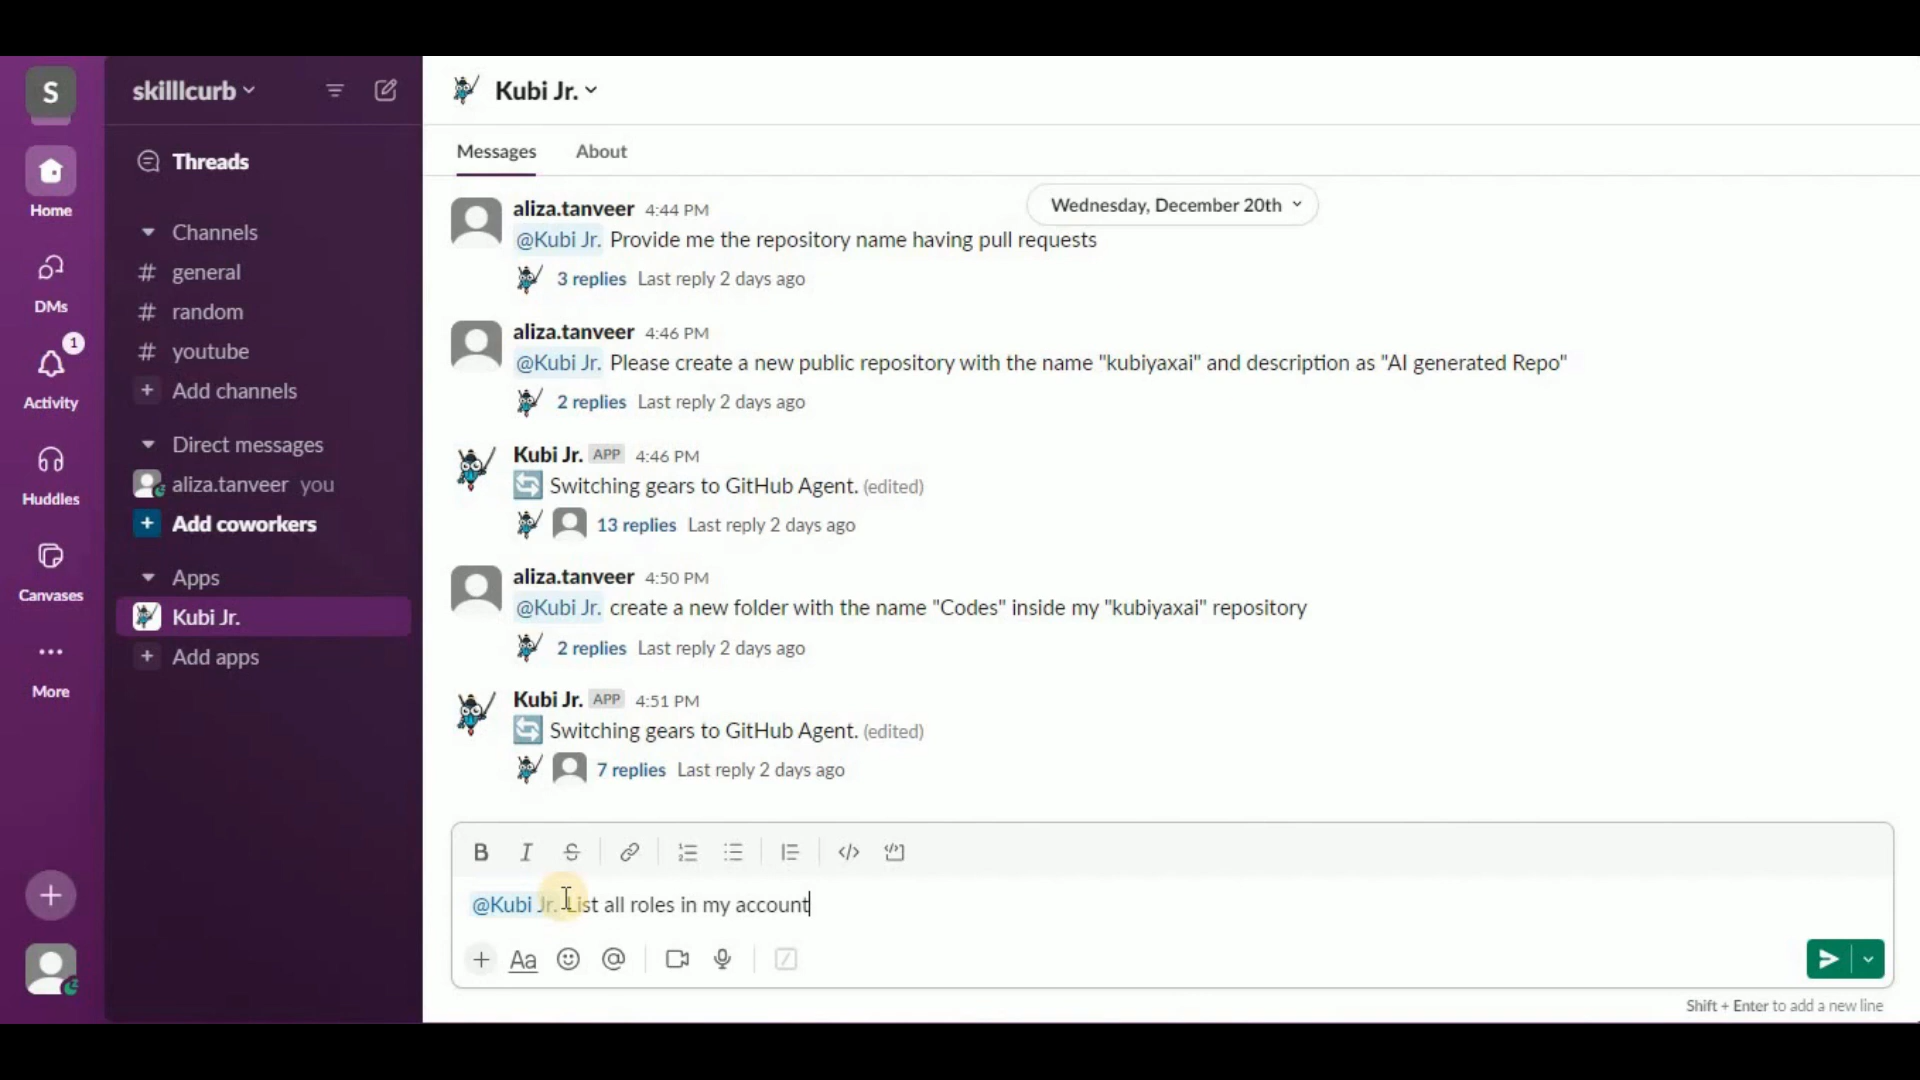 S
skilllcurb
Kubi Jr.
Home
DMs
1
Activity
Huddles
Canvases
More
Threads
Channels
# general
# random
# youtube
+ Add channels
Direct messages
aliza.tanveer you
+ Add coworkers
Apps
Kubi Jr.
+ Add apps
Messages About
Wednesday, December 20th
aliza.tanveer 4:44 PM
@Kubi Jr. Provide me the repository name having pull requests
3 replies Last reply 2 days ago
aliza.tanveer 4:46 PM
@Kubi Jr. Please create a new public repository with the name "kubiyaxai" and description as "AI generated Repo"
2 replies Last reply 2 days ago
Kubi Jr. APP 4:46 PM
Switching gears to GitHub Agent. (edited)
13 replies Last reply 2 days ago
aliza.tanveer 4:50 PM
@Kubi Jr. create a new folder with the name "Codes" inside my "kubiyaxai" repository
2 replies Last reply 2 days ago
Kubi Jr. APP 4:51 PM
Switching gears to GitHub Agent. (edited)
7 replies Last reply 2 days ago
B I S
@Kubi Jr. List all roles in my account
+ Aa @
Shift + Enter to add a new line